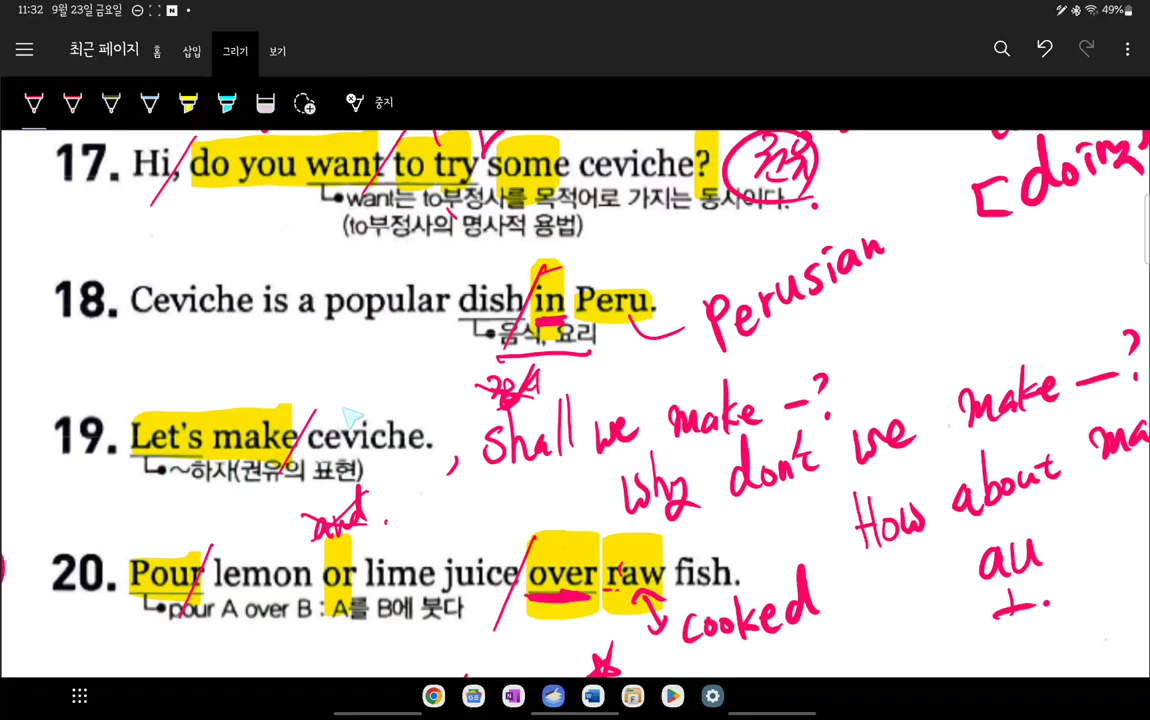 11:32 9월 23일 금요일 N 49%
최근 페이지 홈 삽입 그리기 보기
중지
17. Hi, do you want to try some ceviche?
want는 to부정사를 목적어로 가지는 동사이다.
(to부정사의 명사적 용법)
[doing
18. Ceviche is a popular dish in Peru.
음식, 요리
Perusian
19. Let's make ceviche.
~하자(권유의 표현)
, shall we make -?
why don't we make -?
How about ma
and.
20. Pour lemon or lime juice over raw fish.
pour A over B : A를 B에 붓다
cooked